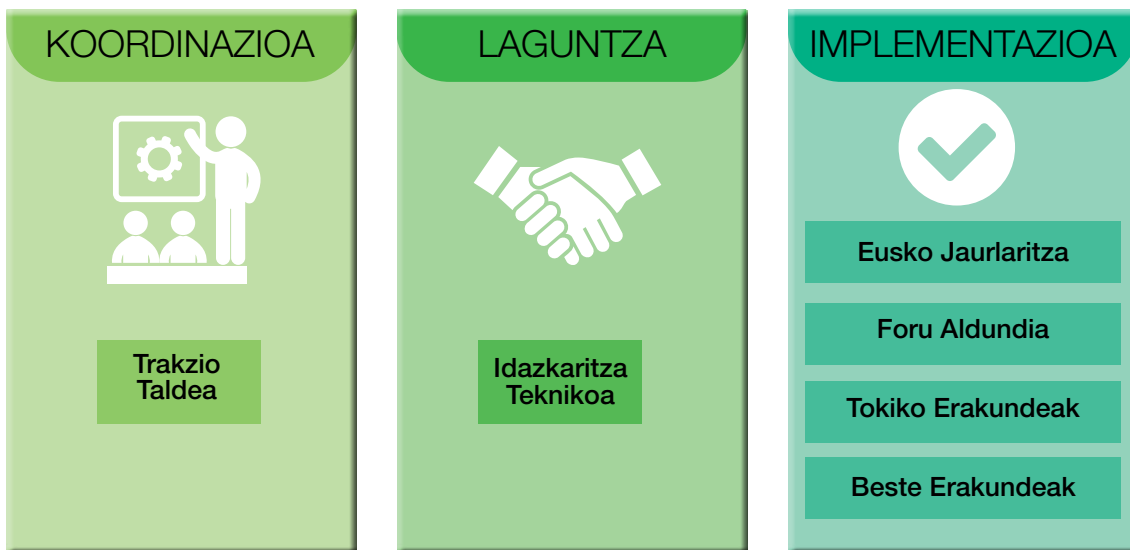 KOORDINAZIOA
Trakzio
Taldea
LAGUNTZA
Idazkaritza
Teknikoa
IMPLEMENTAZIOA
Eusko Jaurlaritza
Foru Aldundia
Tokiko Erakundeak
Beste Erakundeak